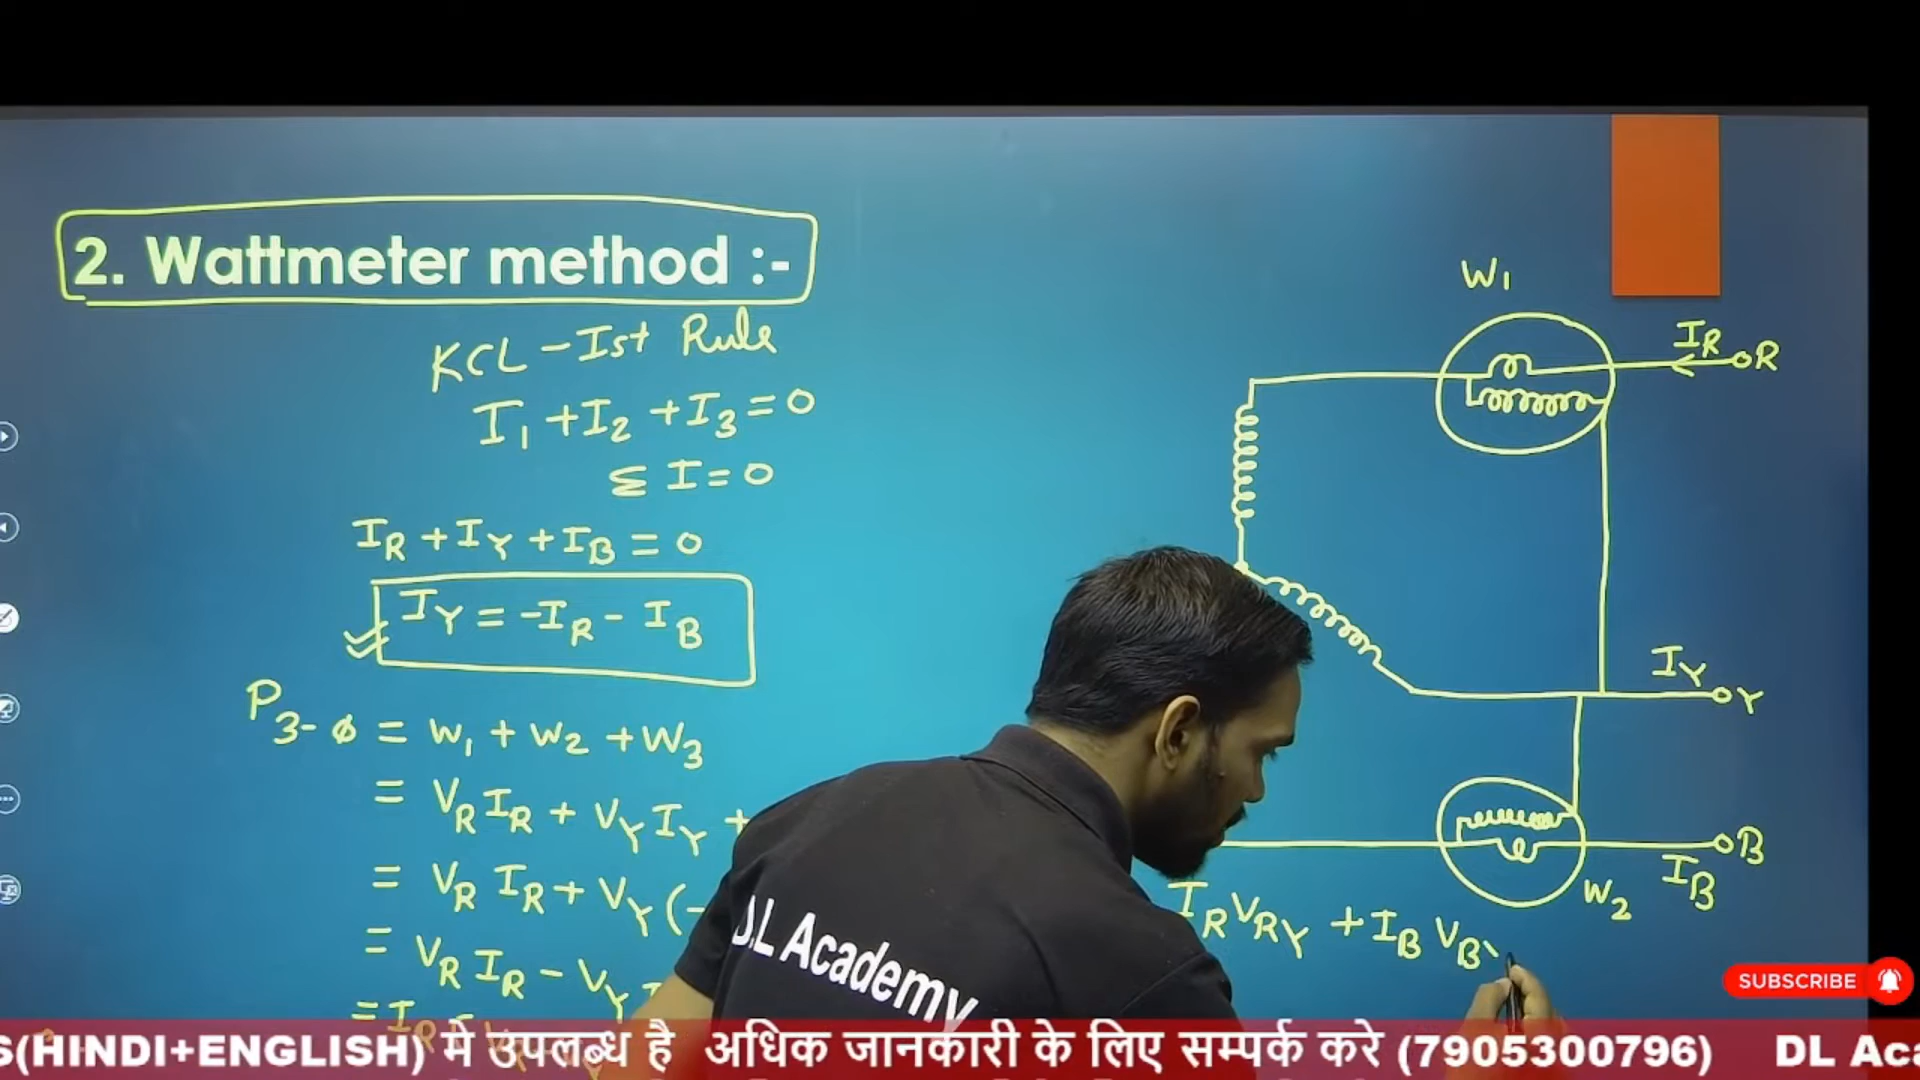 2. Wattmeter method :-
KCL - Ist Rule
I1 + I2 + I3 = 0
Σ I = 0
IR + IY + IB = 0
IY = -IR - IB
P3-φ = W1 + W2 + W3
= VR IR + VY IY +
= VR IR + VY (-
= VR IR - VY
= IR
W1
IR
R
IY
Y
B
IB
W2
IR VRY + IB VBY
DL Academy
SUBSCRIBE
S(HINDI+ENGLISH) मे उपलब्ध है अधिक जानकारी के लिए सम्पर्क करे (7905300796) DL Aca